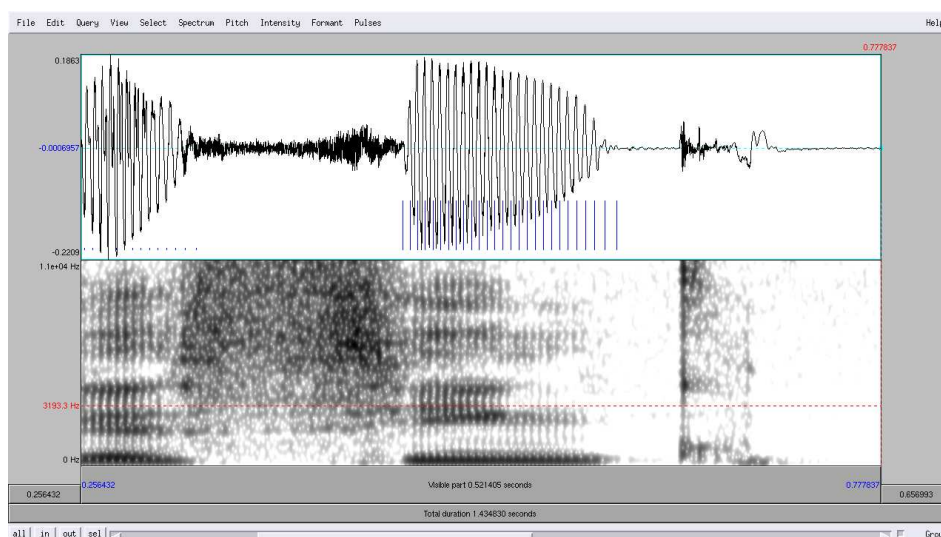 File Edit Query View Select Spectrum Pitch Intensity Formant Pulses Help
0.777837
0.1863
-0.0006957
-0.2209
1.1e+04 Hz
3193.3 Hz
0 Hz
0.256432 Visible part 0.521405 seconds 0.777837
0.256432 0.656993
Total duration 1.434830 seconds
all in out sel Grou